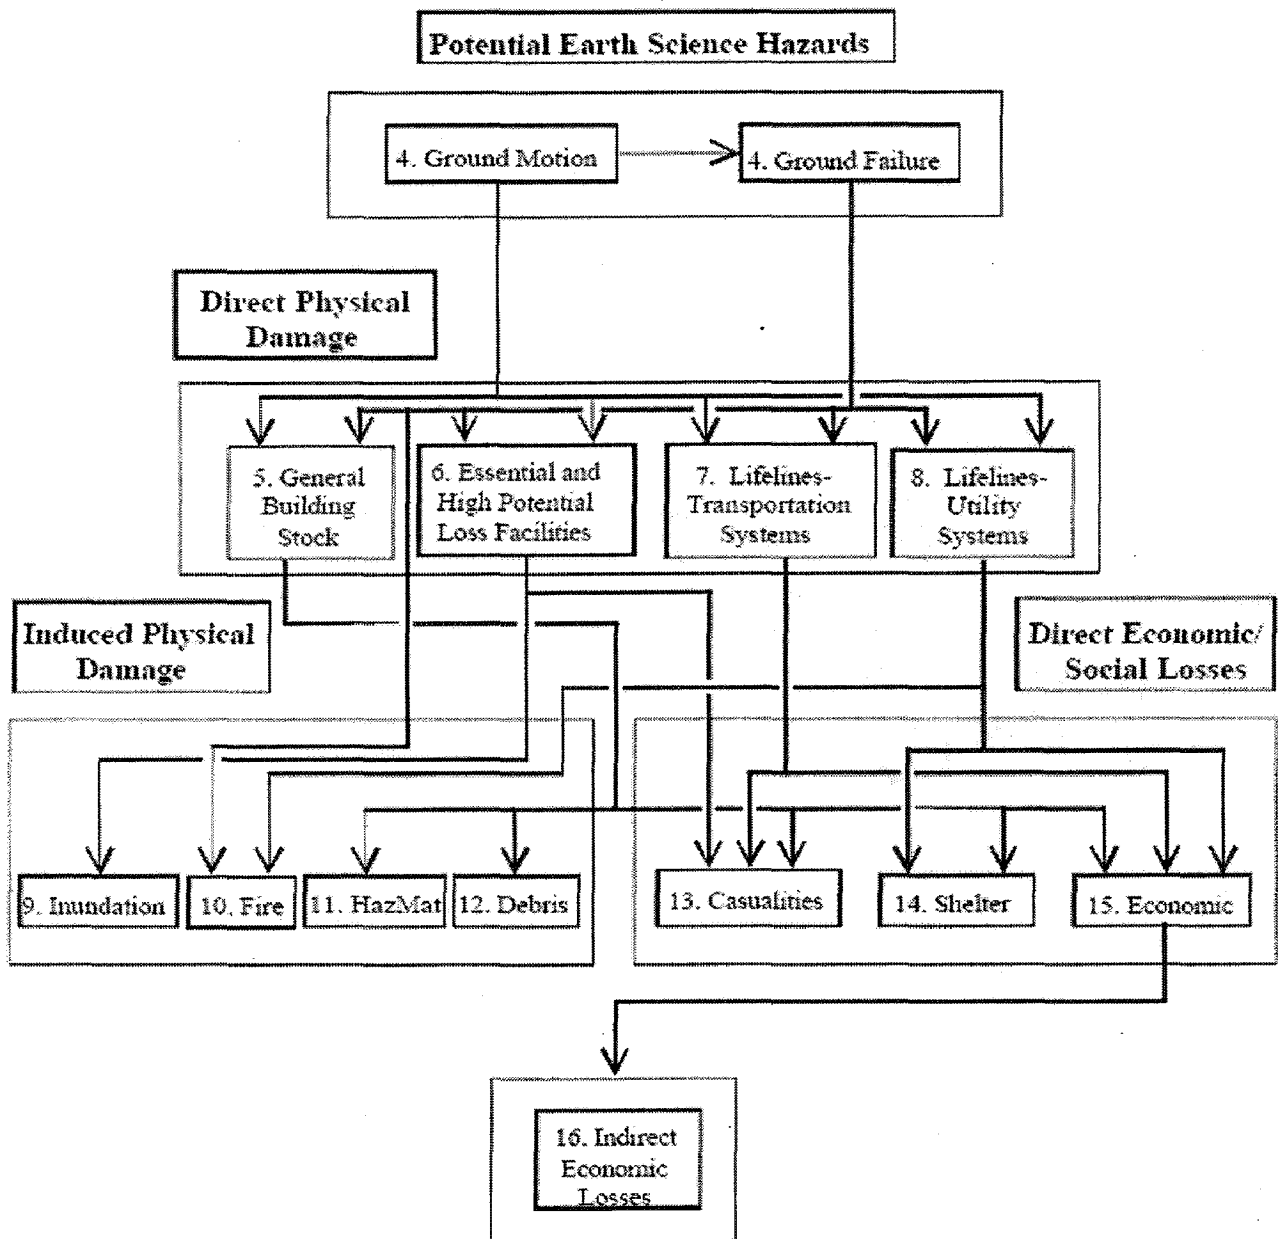 Potential Earth Science Hazards
4. Ground Motion
4. Ground Failure
Direct Physical
Damage
5. General
Building
Stock
6. Essential and
High Potential
Loss Facilities
7. Lifelines-
Transportation
Systems
8. Lifelines-
Utility
Systems
Induced Physical
Damage
Direct Economic/
Social Losses
9. Inundation
10. Fire
11. HazMat
12. Debris
13. Casualities
14. Shelter
15. Economic
16. Indirect
Economic
Losses